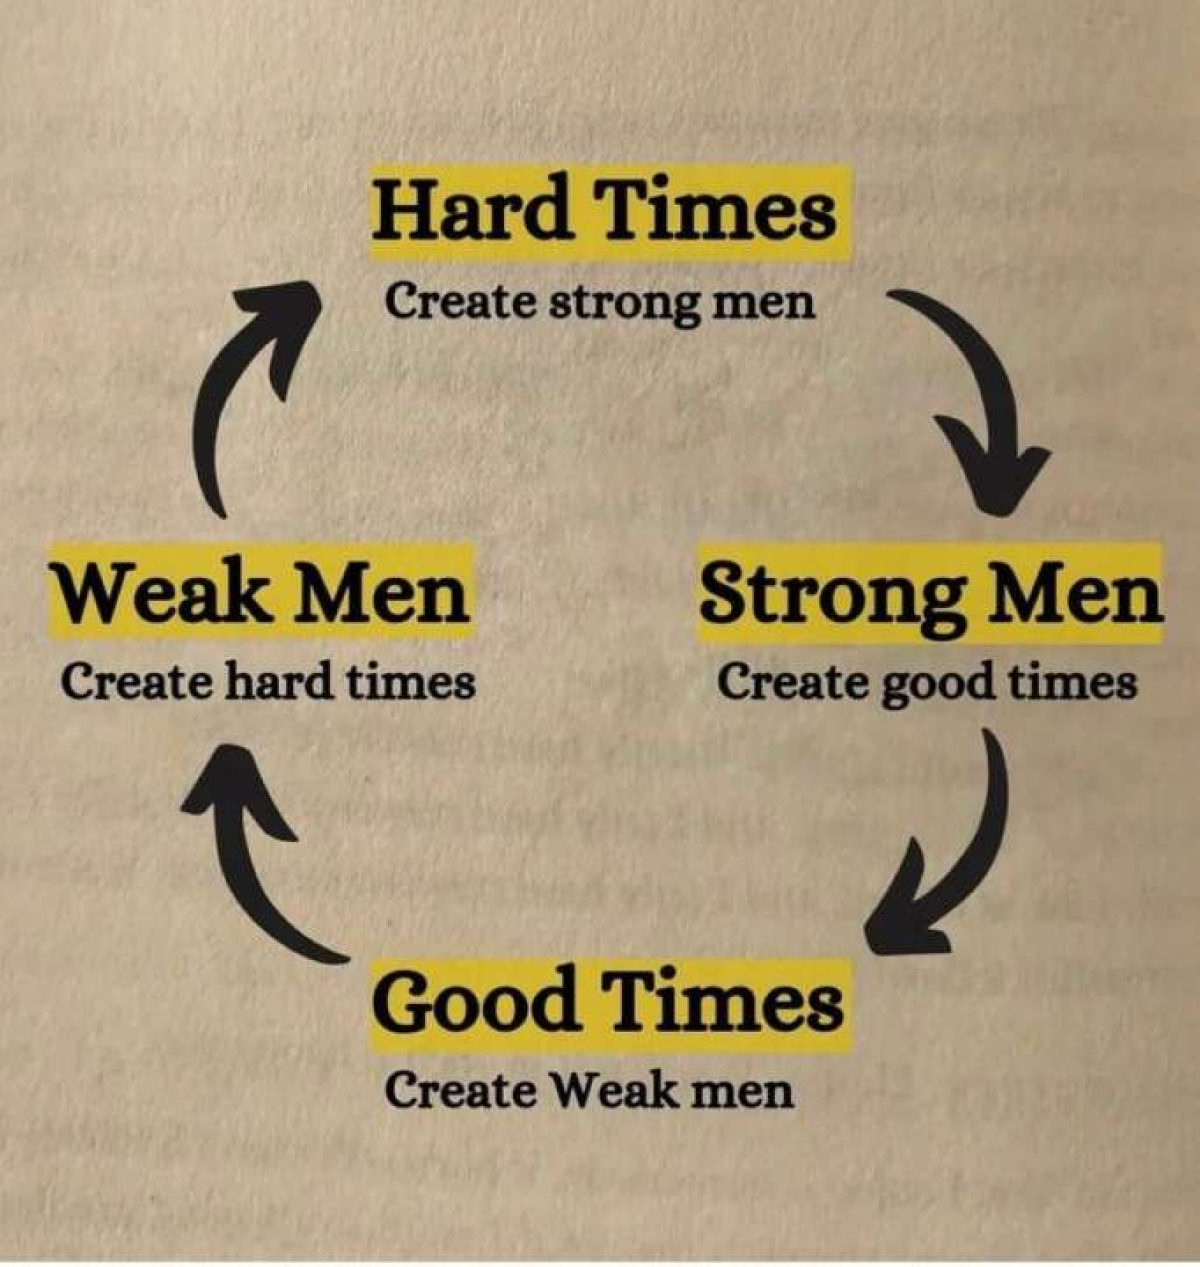 Hard Times
Create strong men
Strong Men
Create good times
Good Times
Create Weak men
Weak Men
Create hard times